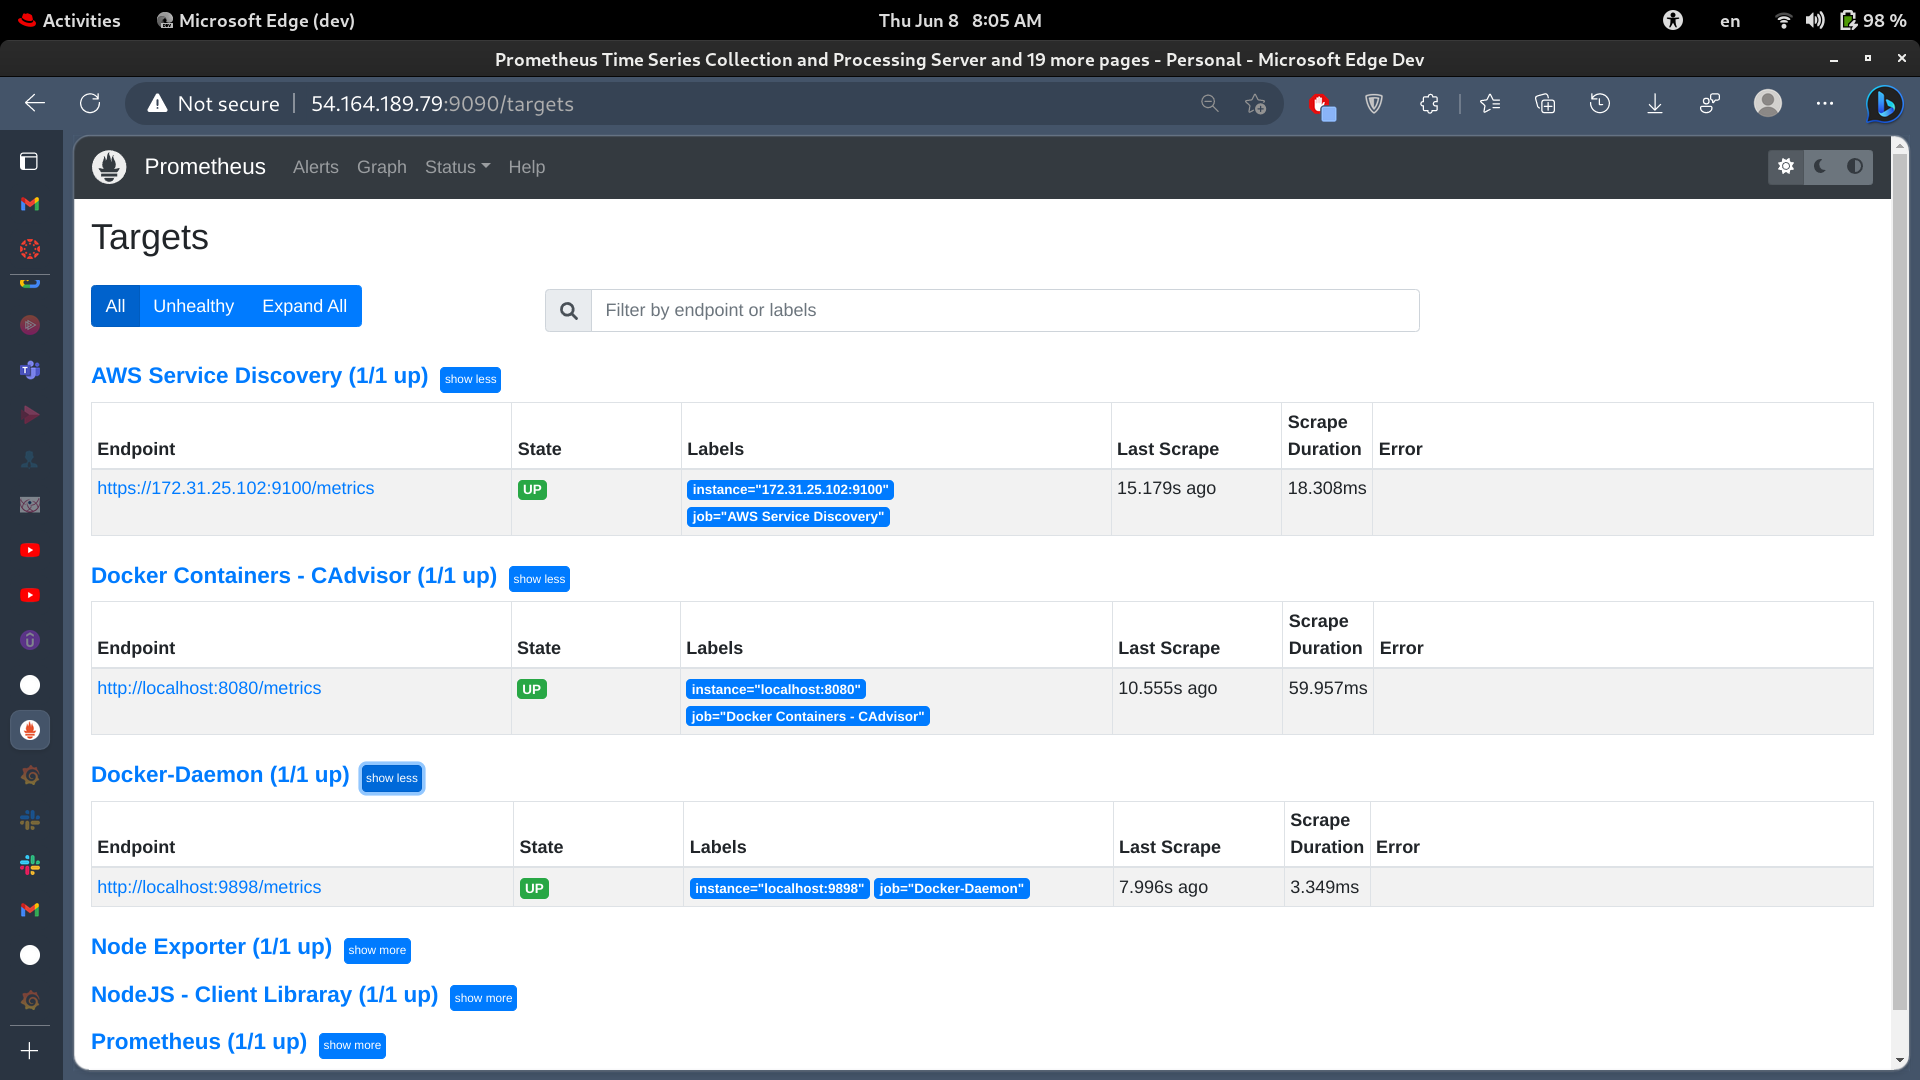 Activities Microsoft Edge (dev) Thu Jun 8 8:05 AM en 98 %
Prometheus Time Series Collection and Processing Server and 19 more pages - Personal - Microsoft Edge Dev
Not secure 54.164.189.79:9090/targets
Prometheus Alerts Graph Status Help
Targets
All Unhealthy Expand All Filter by endpoint or labels
AWS Service Discovery (1/1 up) show less
Endpoint State Labels Last Scrape Scrape Duration Error
https://172.31.25.102:9100/metrics UP instance="172.31.25.102:9100" 15.179s ago 18.308ms
job="AWS Service Discovery"
Docker Containers - CAdvisor (1/1 up) show less
Endpoint State Labels Last Scrape Scrape Duration Error
http://localhost:8080/metrics UP instance="localhost:8080" 10.555s ago 59.957ms
job="Docker Containers - CAdvisor"
Docker-Daemon (1/1 up) show less
Endpoint State Labels Last Scrape Scrape Duration Error
http://localhost:9898/metrics UP instance="localhost:9898" job="Docker-Daemon" 7.996s ago 3.349ms
Node Exporter (1/1 up) show more
NodeJS - Client Libraray (1/1 up) show more
Prometheus (1/1 up) show more